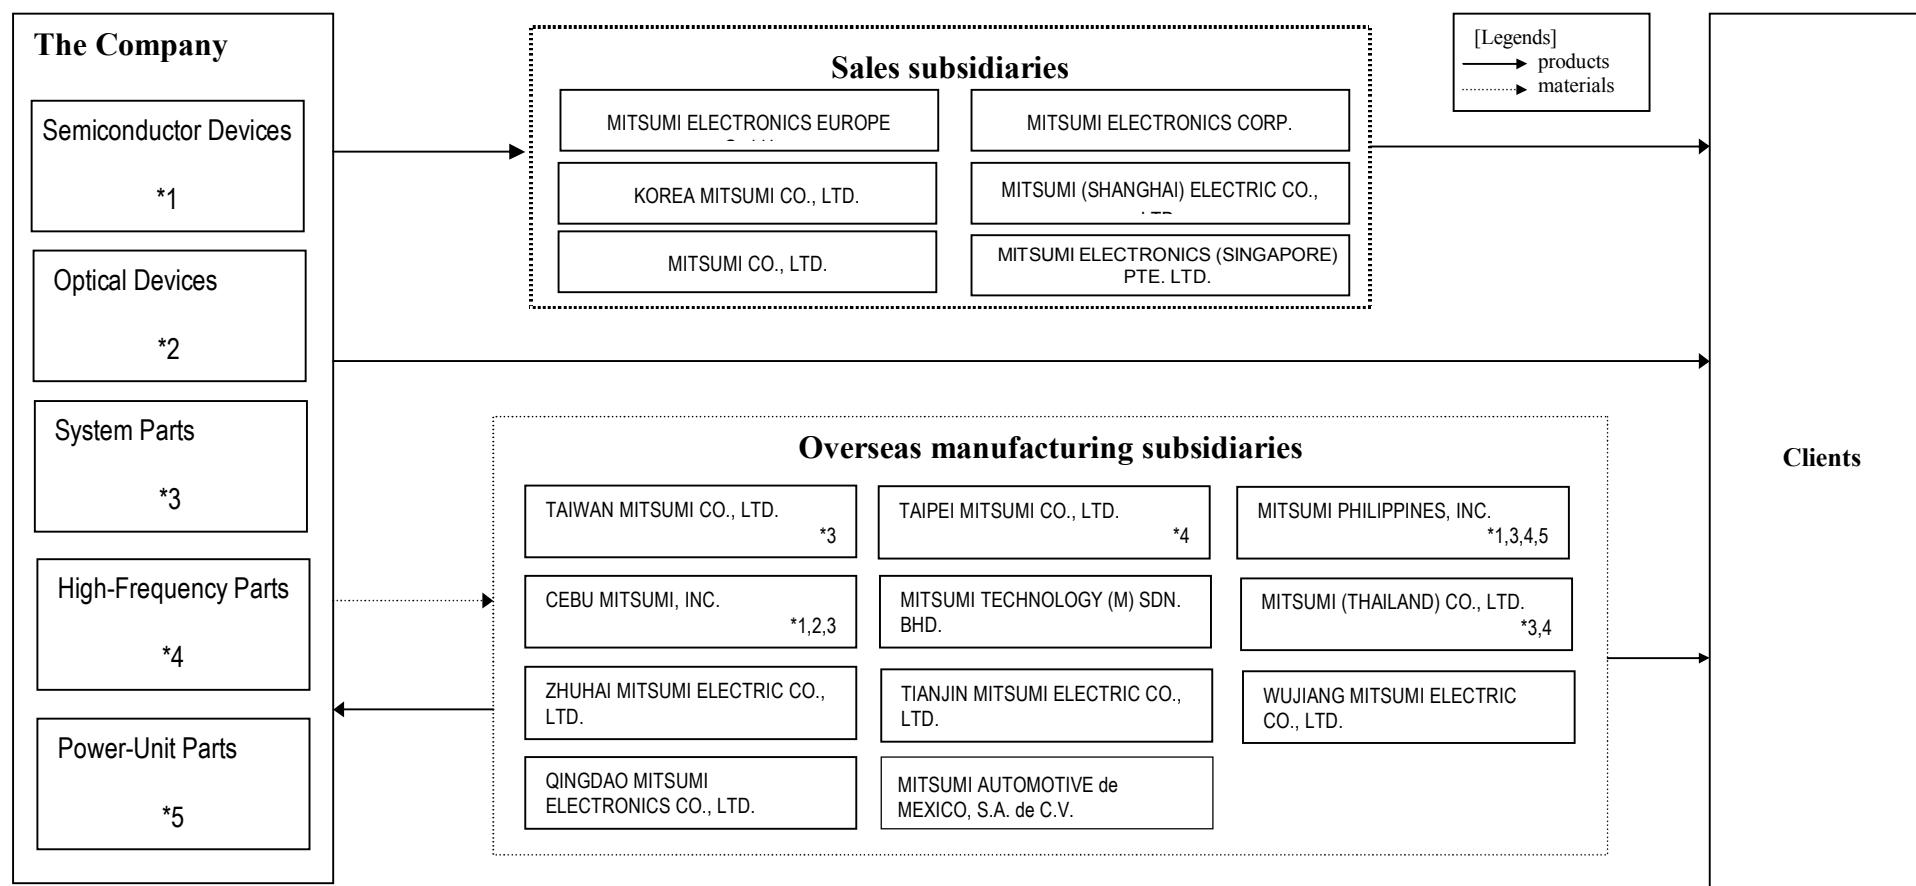 The Company
Semiconductor Devices
*1
Optical Devices
*2
System Parts
*3
High-Frequency Parts
*4
Power-Unit Parts
*5
Sales subsidiaries
MITSUMI ELECTRONICS EUROPE
MITSUMI ELECTRONICS CORP.
KOREA MITSUMI CO., LTD.
MITSUMI (SHANGHAI) ELECTRIC CO.,
MITSUMI CO., LTD.
MITSUMI ELECTRONICS (SINGAPORE)
PTE. LTD.
[Legends]
products
materials
Overseas manufacturing subsidiaries
TAIWAN MITSUMI CO., LTD.
*3
TAIPEI MITSUMI CO., LTD.
*4
MITSUMI PHILIPPINES, INC.
*1,3,4,5
CEBU MITSUMI, INC.
*1,2,3
MITSUMI TECHNOLOGY (M) SDN.
BHD.
MITSUMI (THAILAND) CO., LTD.
*3,4
ZHUHAI MITSUMI ELECTRIC CO.,
LTD.
TIANJIN MITSUMI ELECTRIC CO.,
LTD.
WUJIANG MITSUMI ELECTRIC
CO., LTD.
QINGDAO MITSUMI
ELECTRONICS CO., LTD.
MITSUMI AUTOMOTIVE de
MEXICO, S.A. de C.V.
Clients